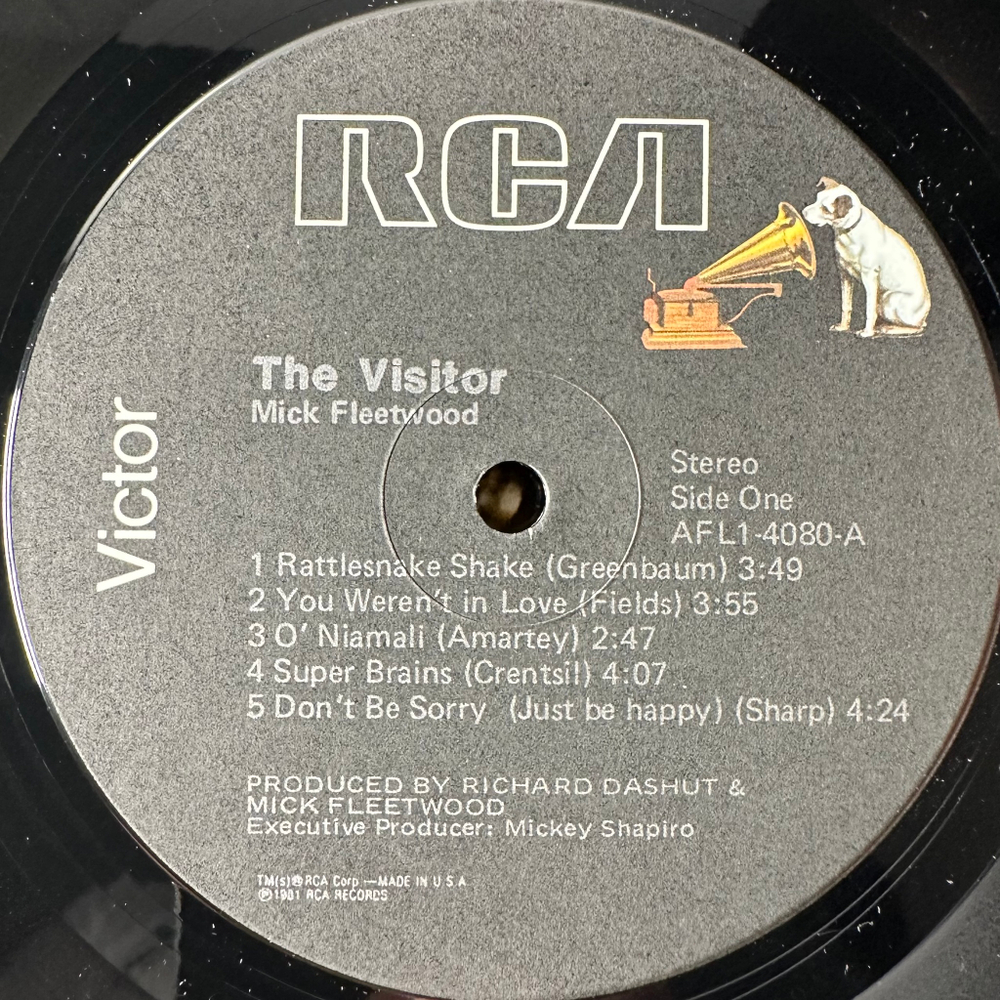 RCA
Victor
The Visitor
Mick Fleetwood
Stereo
Side One
AFL1-4080-A
1 Rattlesnake Shake (Greenbaum) 3:49
2 You Weren't in Love (Fields) 3:55
3 O' Niamali (Amartey) 2:47
4 Super Brains (Crentsil) 4:07
5 Don't Be Sorry (Just be happy) (Sharp) 4:24
PRODUCED BY RICHARD DASHUT &
MICK FLEETWOOD
Executive Producer: Mickey Shapiro
TM(s)® RCA Corp —MADE IN U S A
℗1981 RCA RECORDS